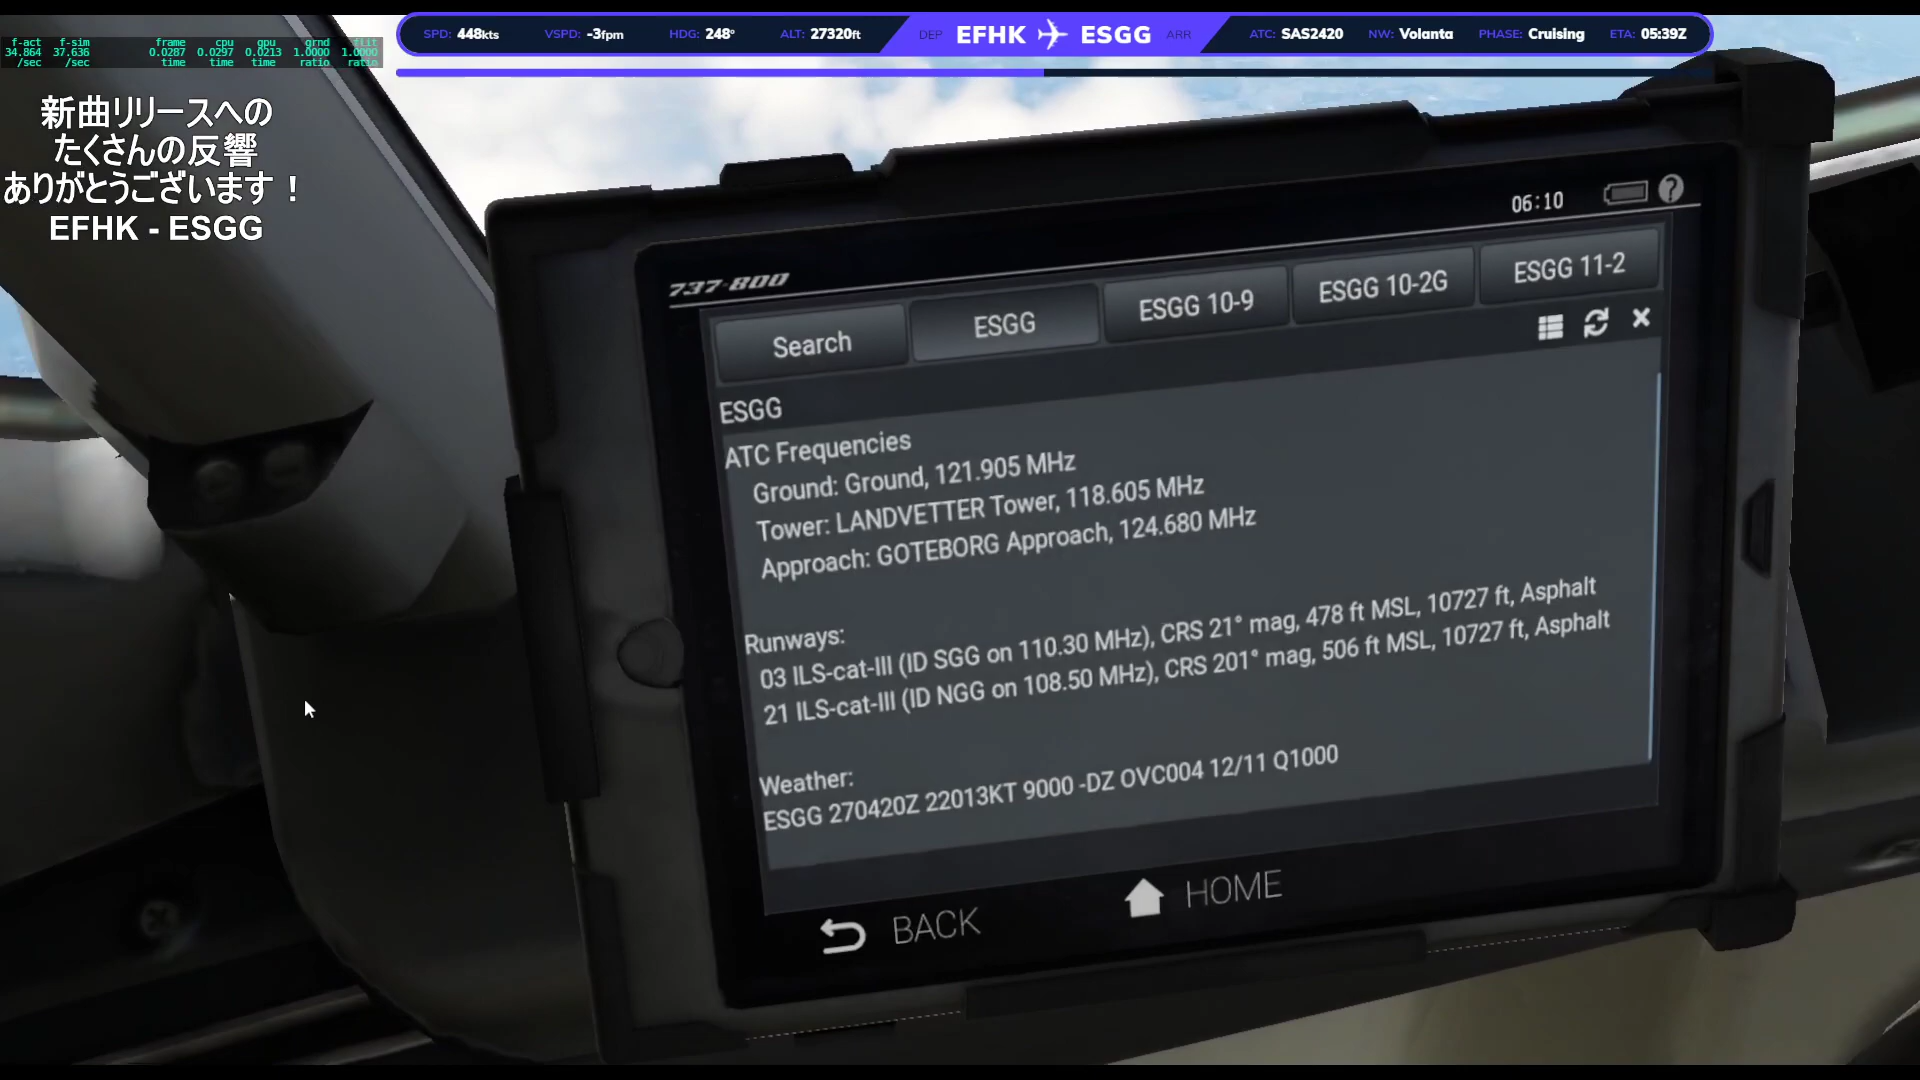 SPD: 448kts VSPD: -3fpm HDG: 248° ALT: 27320ft DEP EFHK ESGG ARR ATC: SAS2420 NW: Volanta PHASE: Cruising ETA: 05:39Z
f-act f-sim frame cpu gpu grnd flit
34.864 37.636 0.0287 0.0297 0.0213 1.0000 1.0000
/sec /sec time time time ratio ratio
新曲リリースへの
たくさんの反響
ありがとうございます！
EFHK - ESGG
06:10
737-800
Search ESGG ESGG 10-9 ESGG 10-2G ESGG 11-2
ESGG
ATC Frequencies
Ground: Ground, 121.905 MHz
Tower: LANDVETTER Tower, 118.605 MHz
Approach: GOTEBORG Approach, 124.680 MHz
Runways:
03 ILS-cat-III (ID SGG on 110.30 MHz), CRS 21° mag, 478 ft MSL, 10727 ft, Asphalt
21 ILS-cat-III (ID NGG on 108.50 MHz), CRS 201° mag, 506 ft MSL, 10727 ft, Asphalt
Weather:
ESGG 270420Z 22013KT 9000 -DZ OVC004 12/11 Q1000
BACK HOME